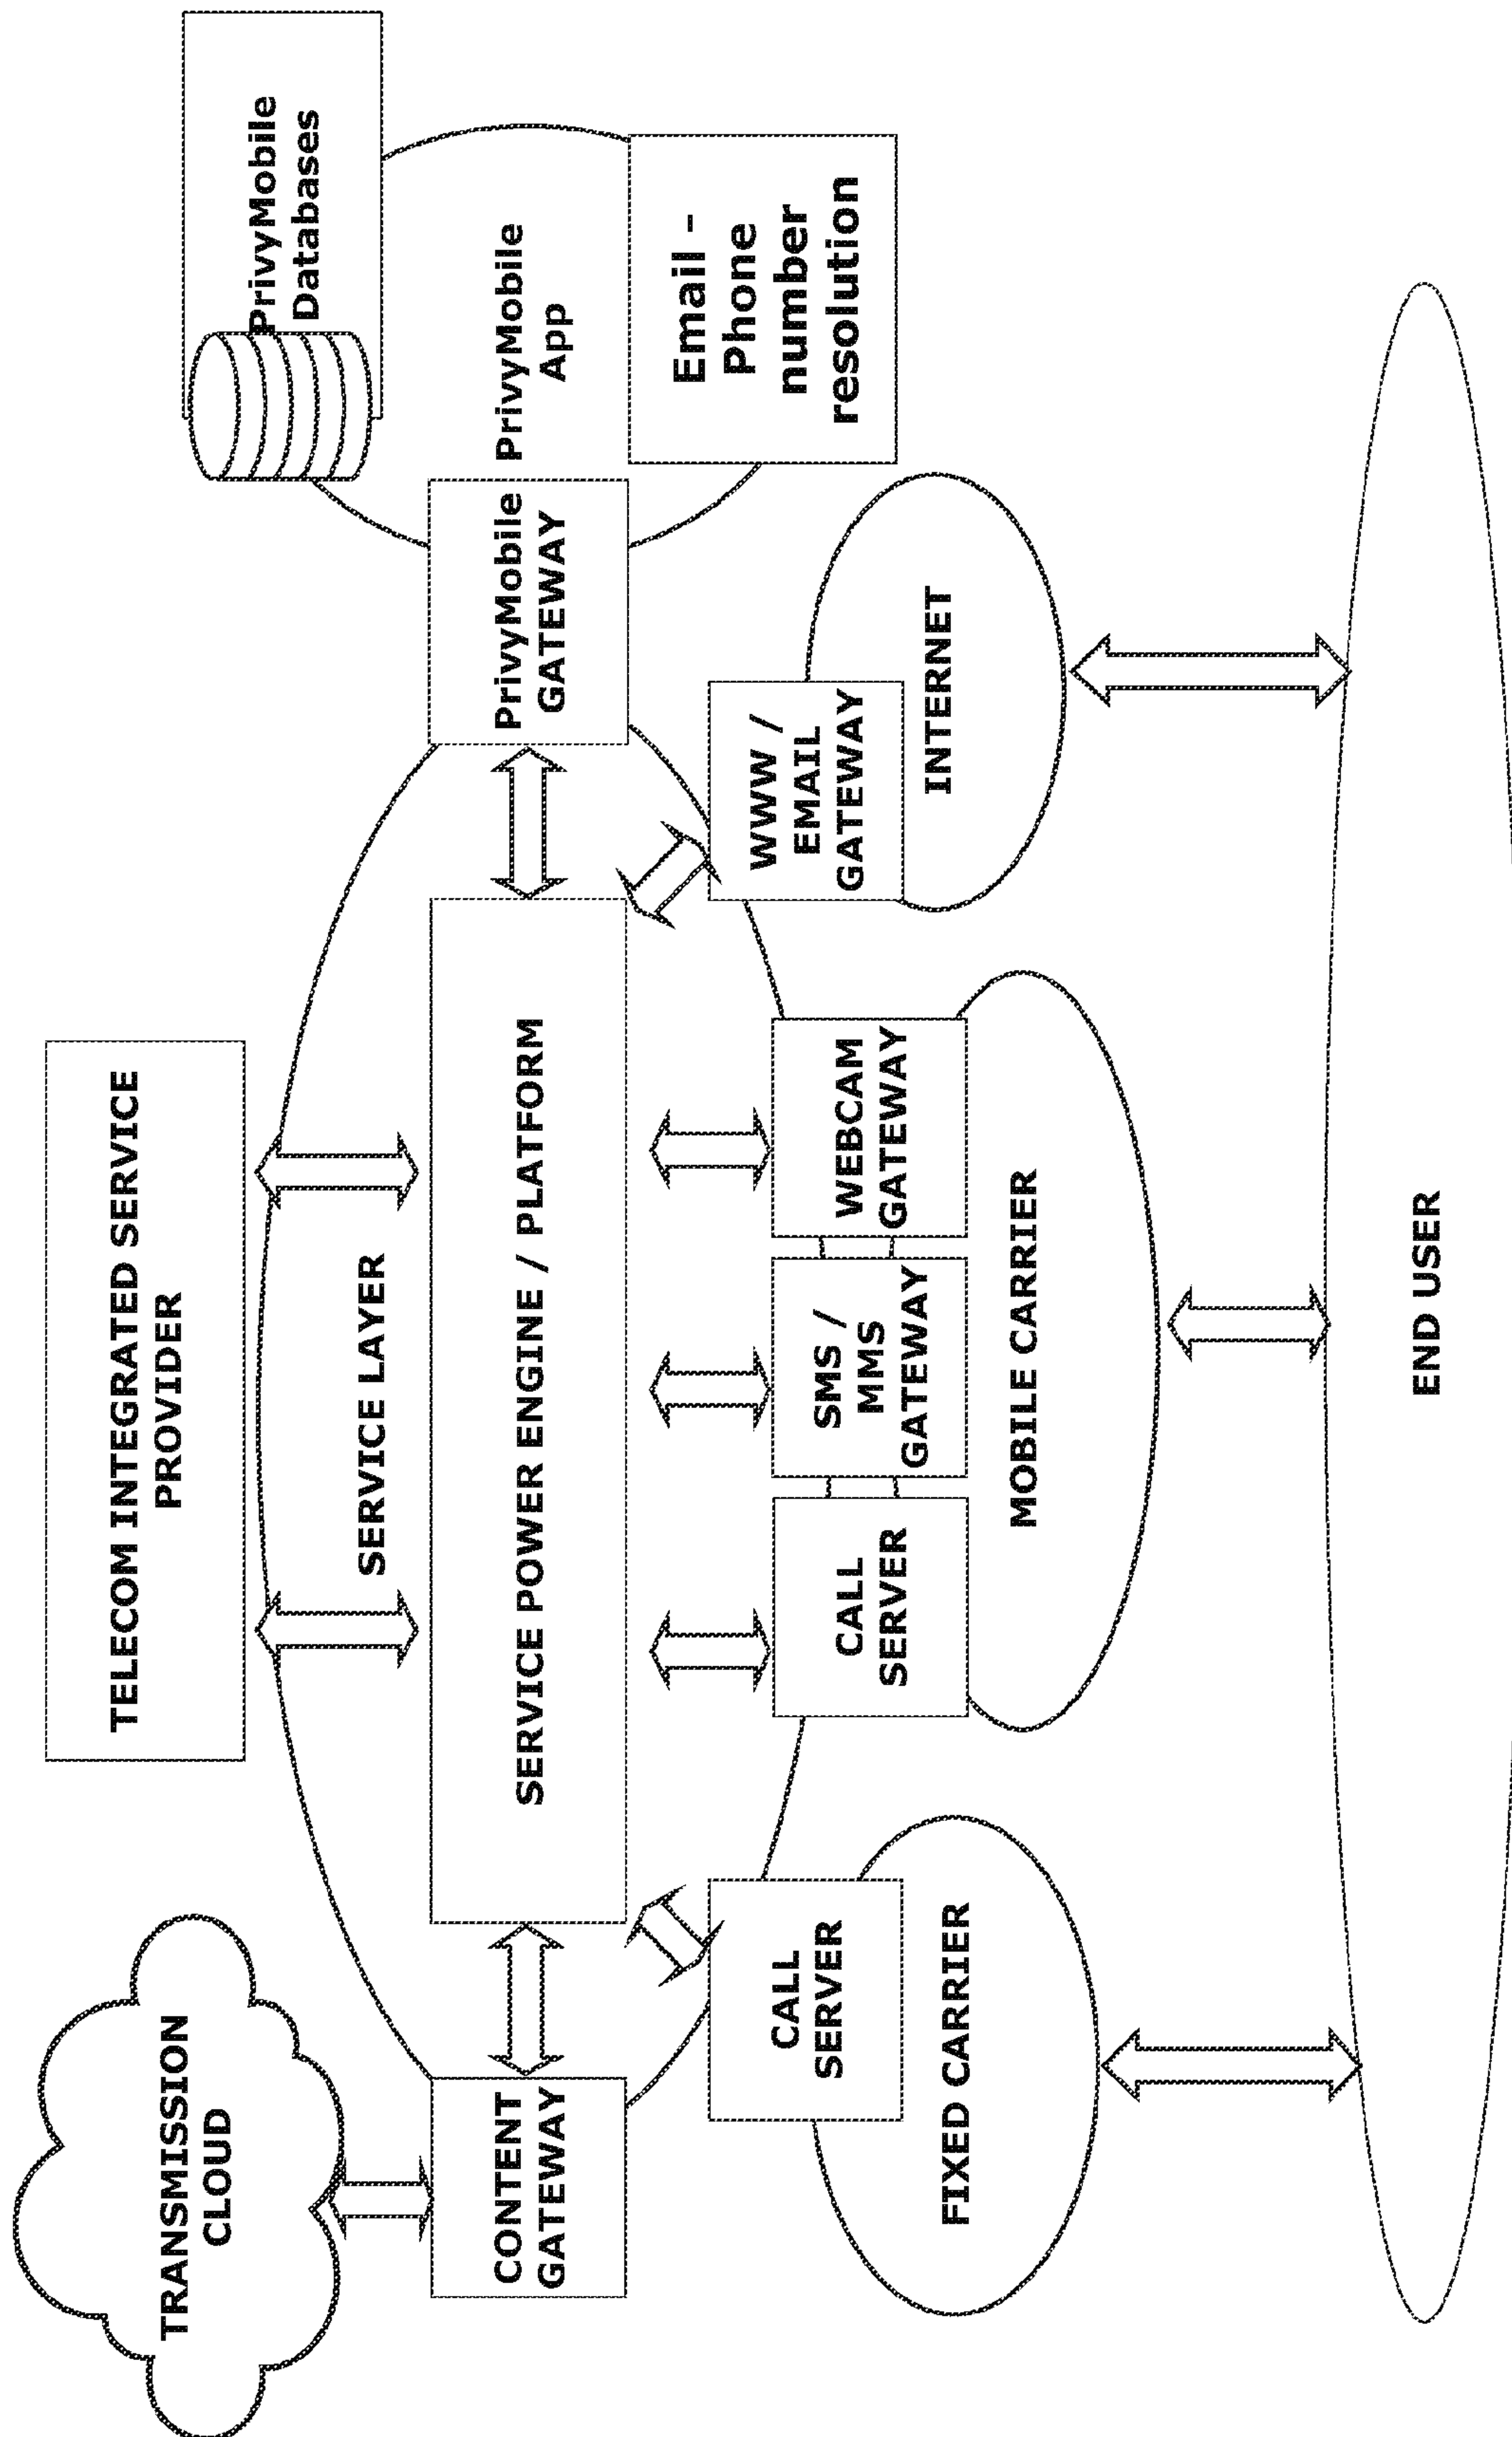 TRANSMISSION
CLOUD
TELECOM INTEGRATED SERVICE
PROVIDER
PrivyMobile
Databases
SERVICE LAYER
CONTENT
GATEWAY
SERVICE POWER ENGINE / PLATFORM
PrivyMobile
GATEWAY
PrivyMobile
App
Email -
Phone
number
resolution
CALL
SERVER
FIXED CARRIER
CALL
SERVER
SMS /
MMS
GATEWAY
WEBCAM
GATEWAY
MOBILE CARRIER
WWW /
EMAIL
GATEWAY
INTERNET
END USER